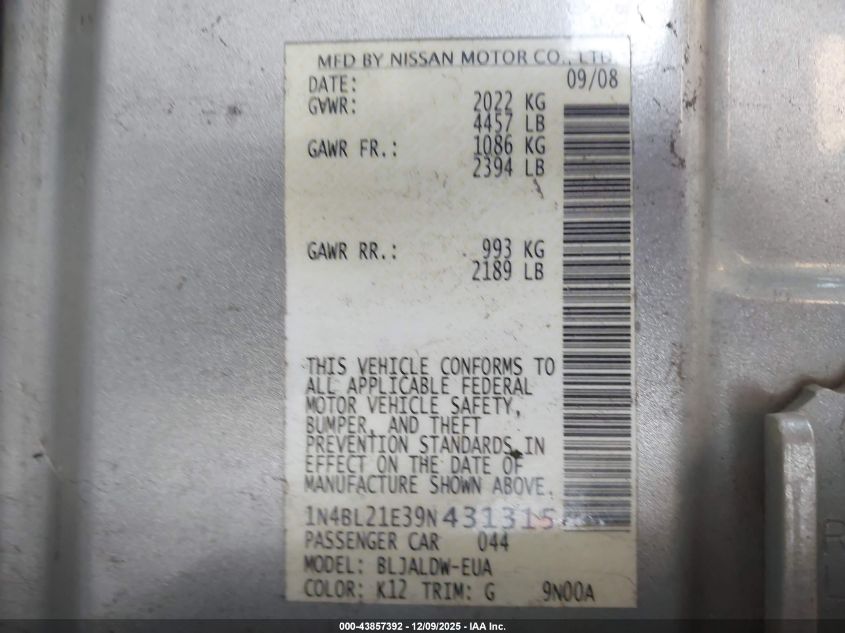 MFD BY NISSAN MOTOR CO., LTD
DATE: 09/08
GVWR: 2022 KG
4457 LB
GAWR FR.: 1086 KG
2394 LB
GAWR RR.: 993 KG
2189 LB
THIS VEHICLE CONFORMS TO
ALL APPLICABLE FEDERAL
MOTOR VEHICLE SAFETY,
BUMPER, AND THEFT
PREVENTION STANDARDS IN
EFFECT ON THE DATE OF
MANUFACTURE SHOWN ABOVE.
1N4BL21E39N431315
PASSENGER CAR 044
MODEL: BLJALDW-EUA
COLOR: K12 TRIM: G 9N00A
000-43857392 - 12/09/2025 - IAA Inc.